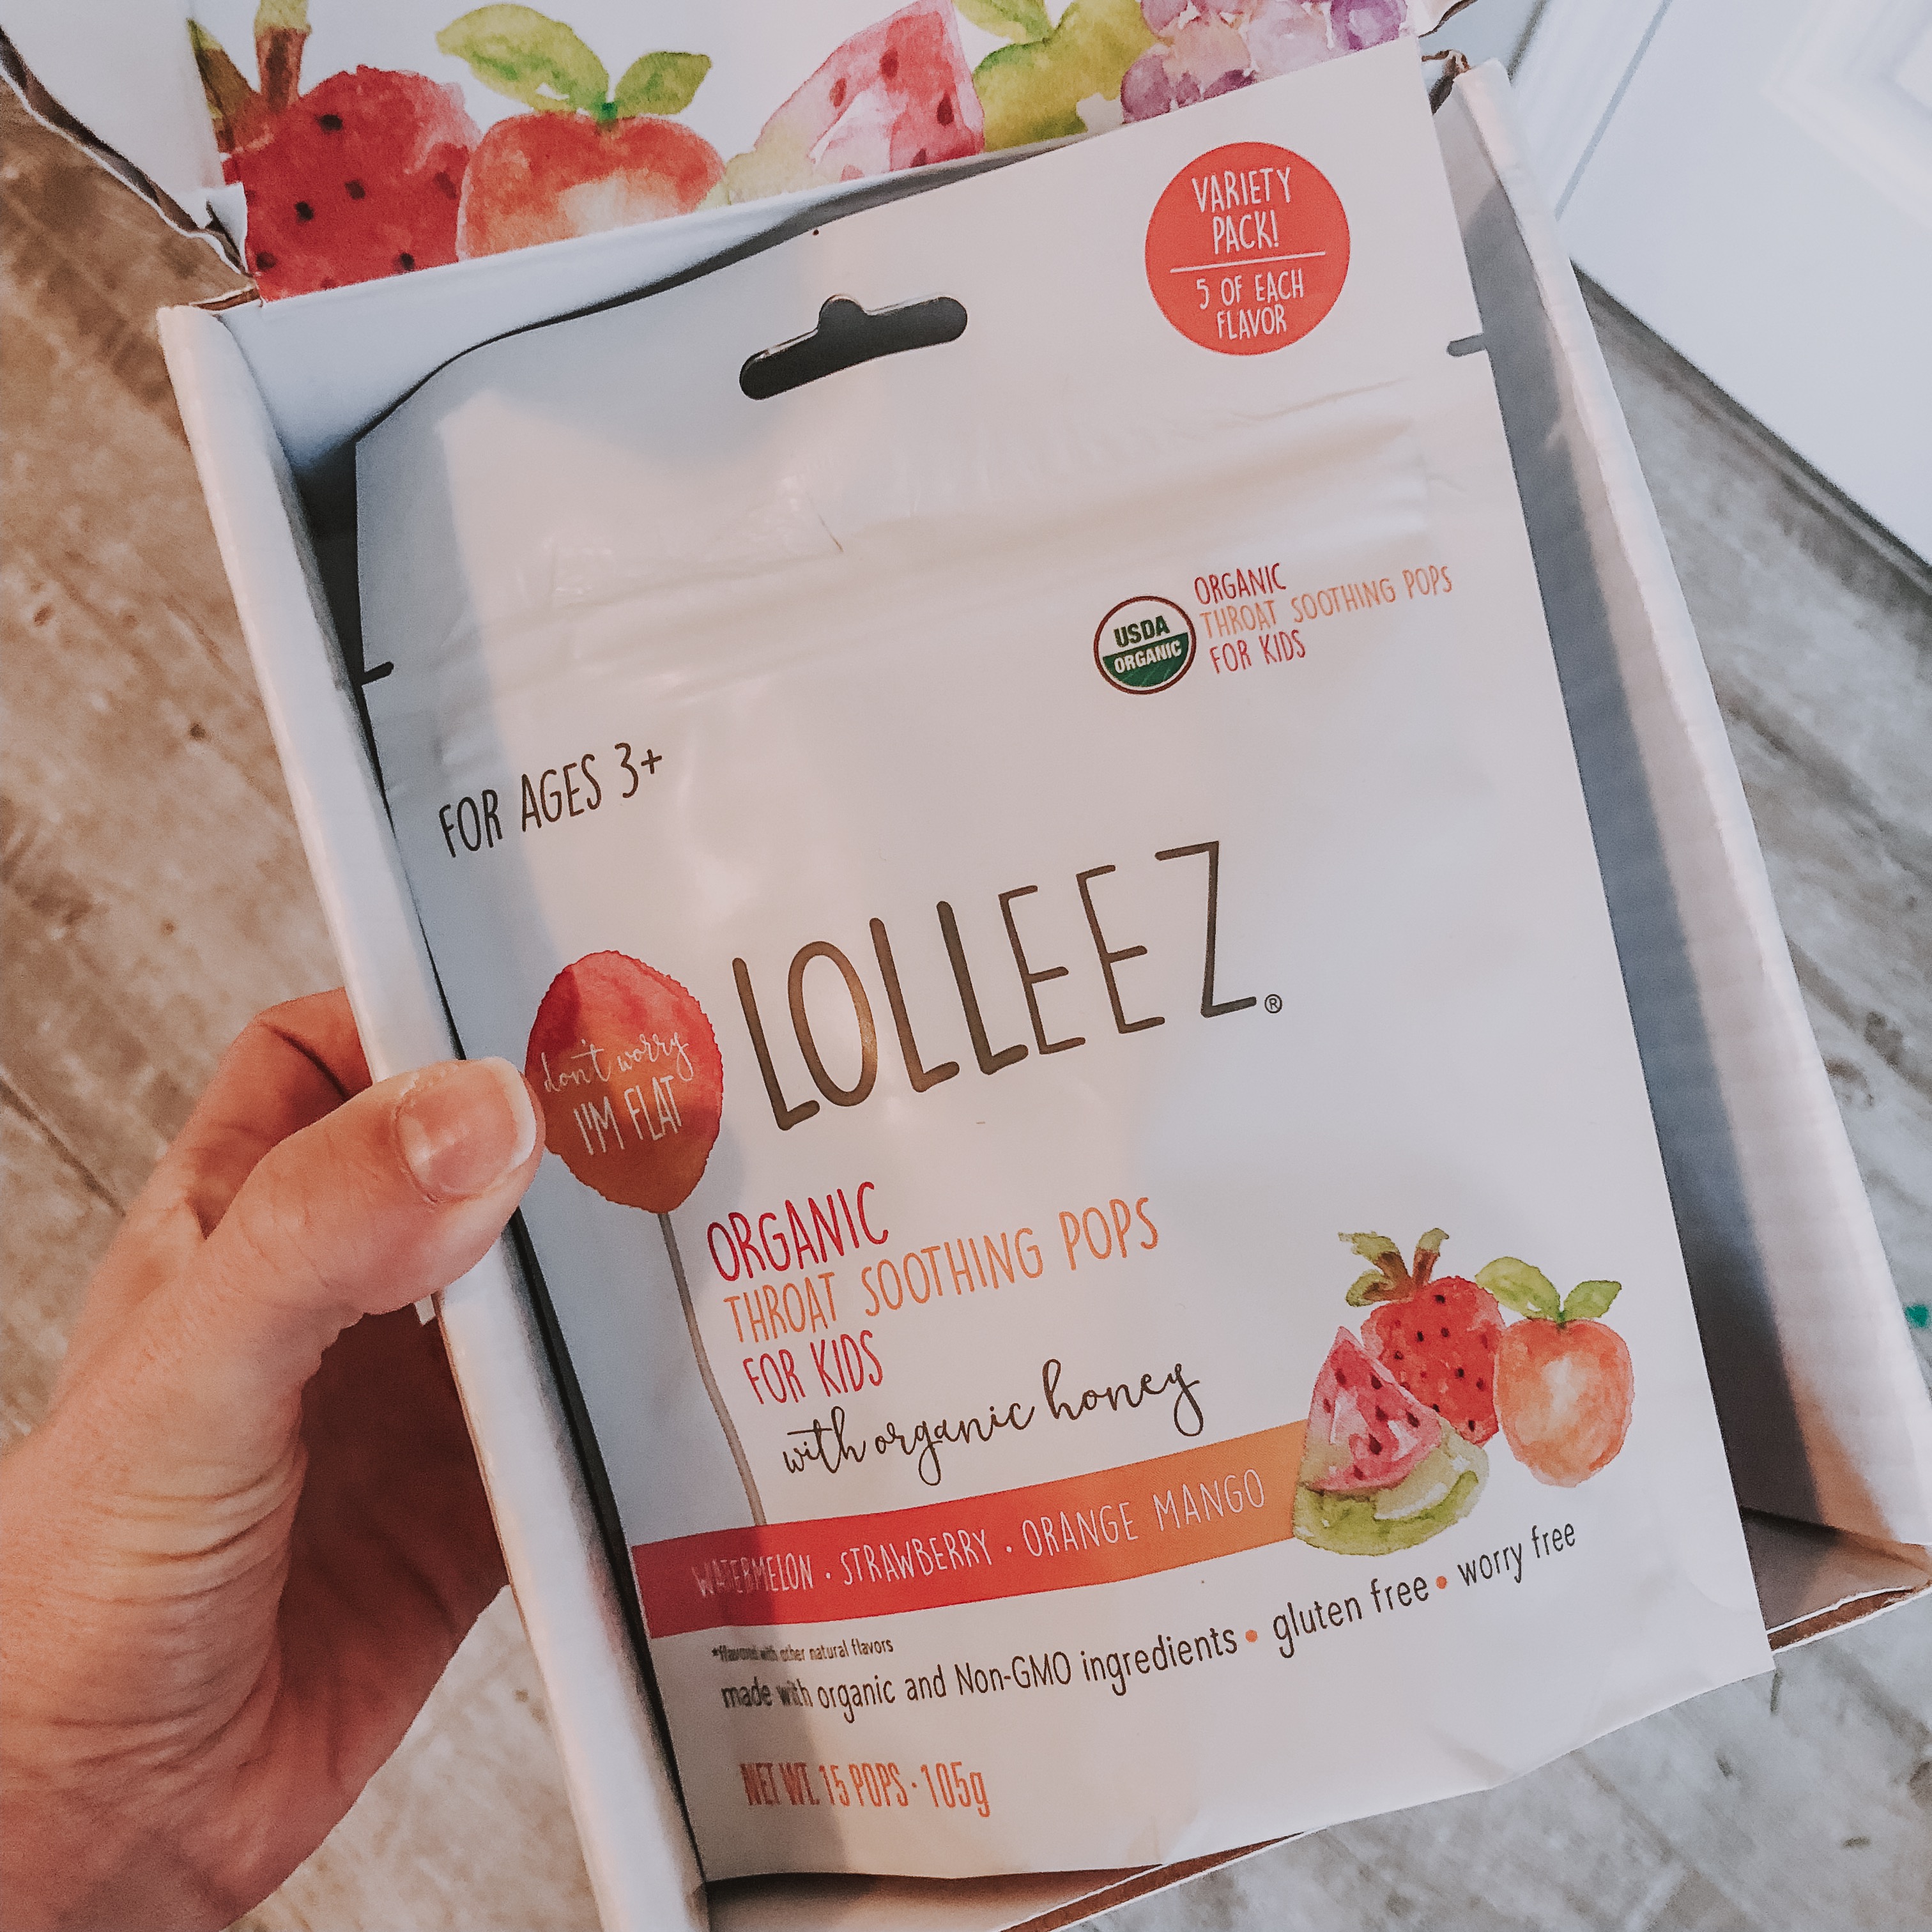 VARIETY
PACK!
5 OF EACH
FLAVOR
USDA
ORGANIC
ORGANIC
THROAT SOOTHING POPS
FOR KIDS
FOR AGES 3+
LOLLEEZ®
don't worry
I'M FLAT
ORGANIC
THROAT SOOTHING POPS
FOR KIDS
with organic honey
WATERMELON · STRAWBERRY · ORANGE MANGO
*flavored with other natural flavors
made with organic and Non-GMO ingredients • gluten free • worry free
NET WT. 15 POPS · 105g